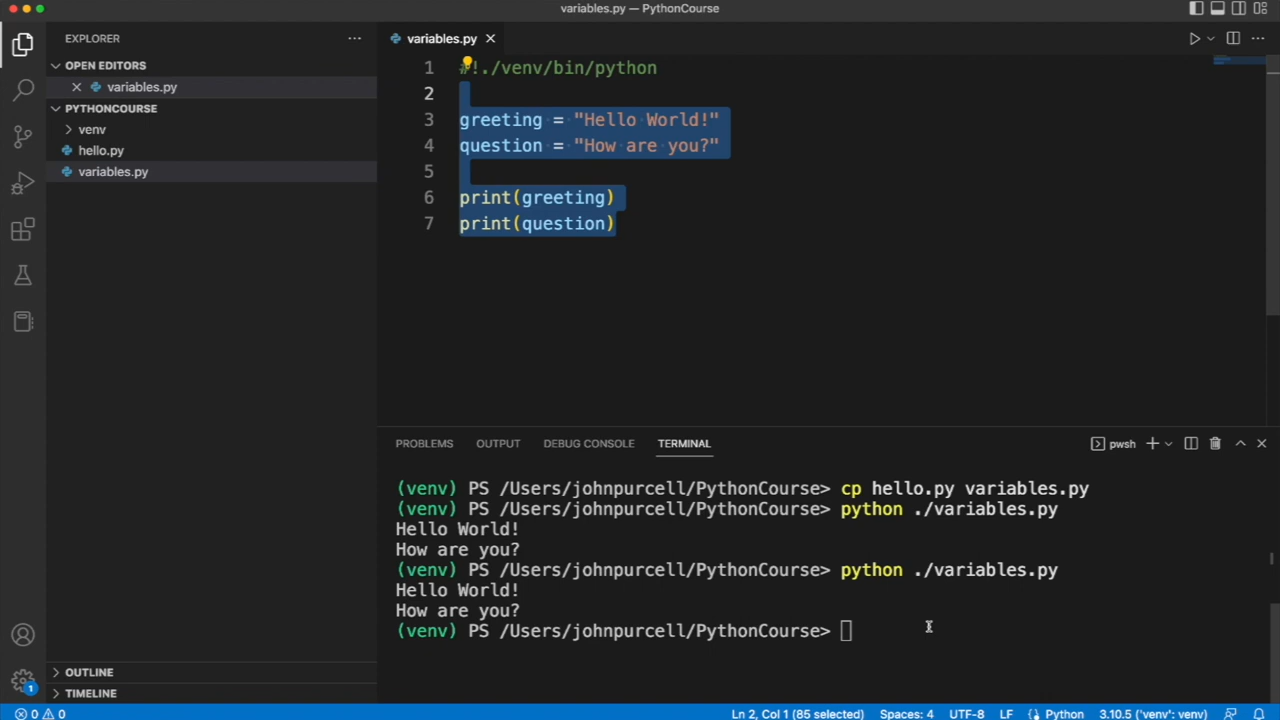 variables.py — PythonCourse
EXPLORER
OPEN EDITORS
variables.py
PYTHONCOURSE
venv
hello.py
variables.py
OUTLINE
TIMELINE
variables.py
1 #!./venv/bin/python
2
3 greeting = "Hello World!"
4 question = "How are you?"
5
6 print(greeting)
7 print(question)
PROBLEMS OUTPUT DEBUG CONSOLE TERMINAL pwsh
(venv) PS /Users/johnpurcell/PythonCourse> cp hello.py variables.py
(venv) PS /Users/johnpurcell/PythonCourse> python ./variables.py
Hello World!
How are you?
(venv) PS /Users/johnpurcell/PythonCourse> python ./variables.py
Hello World!
How are you?
(venv) PS /Users/johnpurcell/PythonCourse>
1
0 0 Ln 2, Col 1 (85 selected) Spaces: 4 UTF-8 LF Python 3.10.5 ('venv': venv)